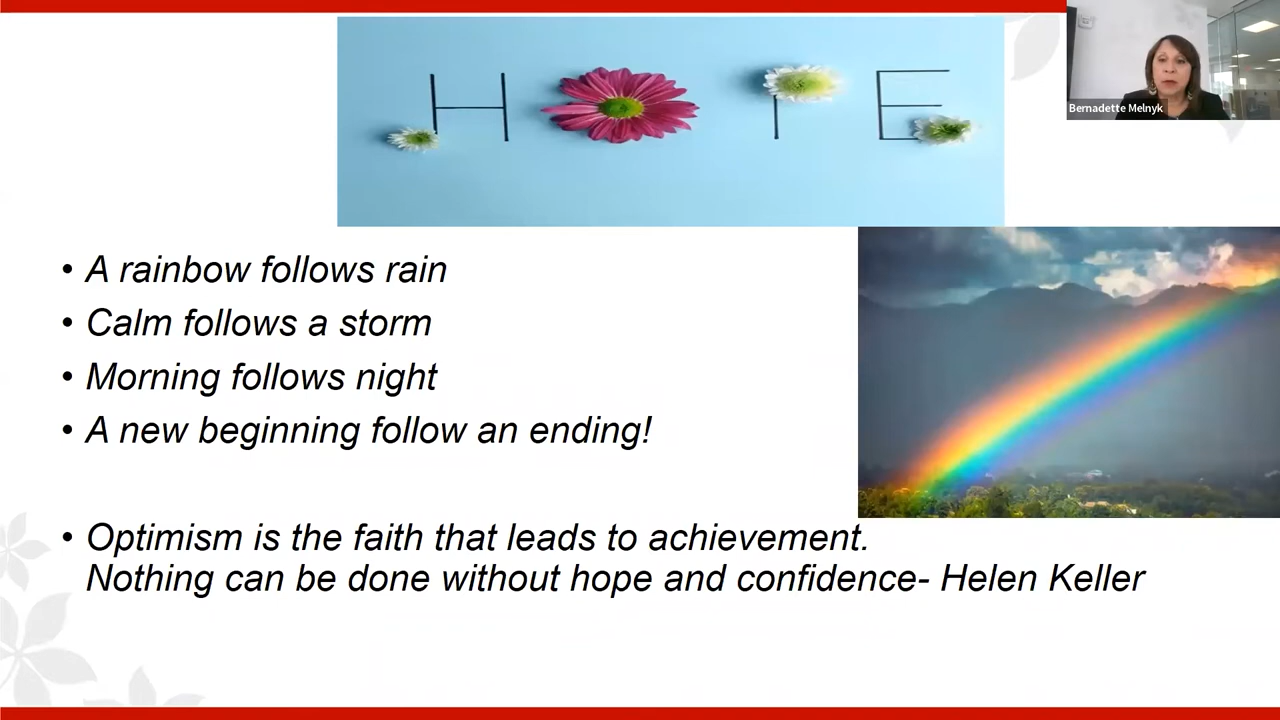 HOPE
Bernadette Melnyk
• A rainbow follows rain
• Calm follows a storm
• Morning follows night
• A new beginning follow an ending!
• Optimism is the faith that leads to achievement.
Nothing can be done without hope and confidence- Helen Keller